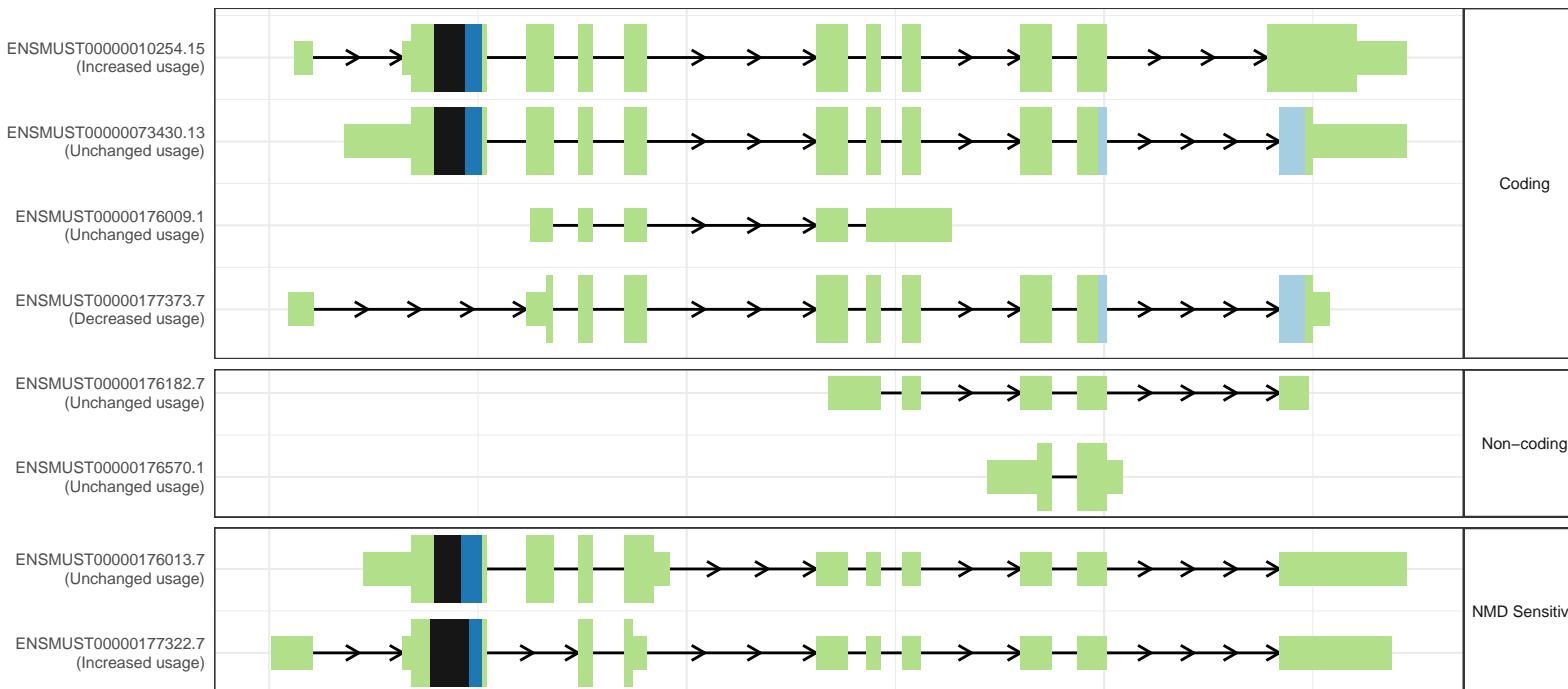 ENSMUST00000010254.15
(Increased usage)
ENSMUST00000073430.13
(Unchanged usage)
ENSMUST00000176009.1
(Unchanged usage)
ENSMUST00000177373.7
(Decreased usage)
Coding
ENSMUST00000176182.7
(Unchanged usage)
ENSMUST00000176570.1
(Unchanged usage)
Non−coding
ENSMUST00000176013.7
(Unchanged usage)
ENSMUST00000177322.7
(Increased usage)
NMD Sensitiv